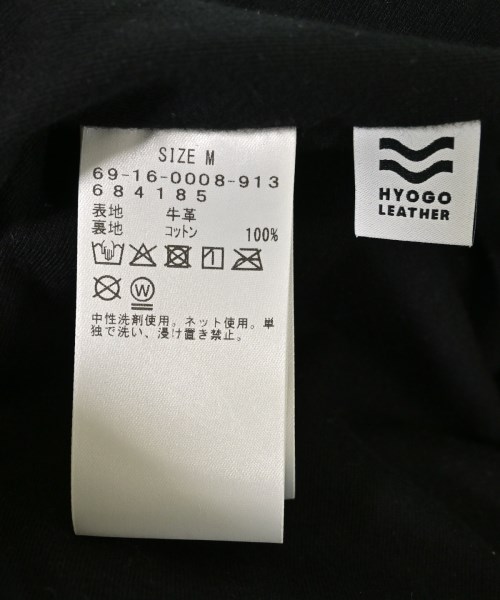 SIZE M
69-16-0008-913
684185
表地 牛革
裏地 コットン 100%
W
中性洗剤使用。ネット使用。単
独で洗い、浸け置き禁止。
HYOGO
LEATHER